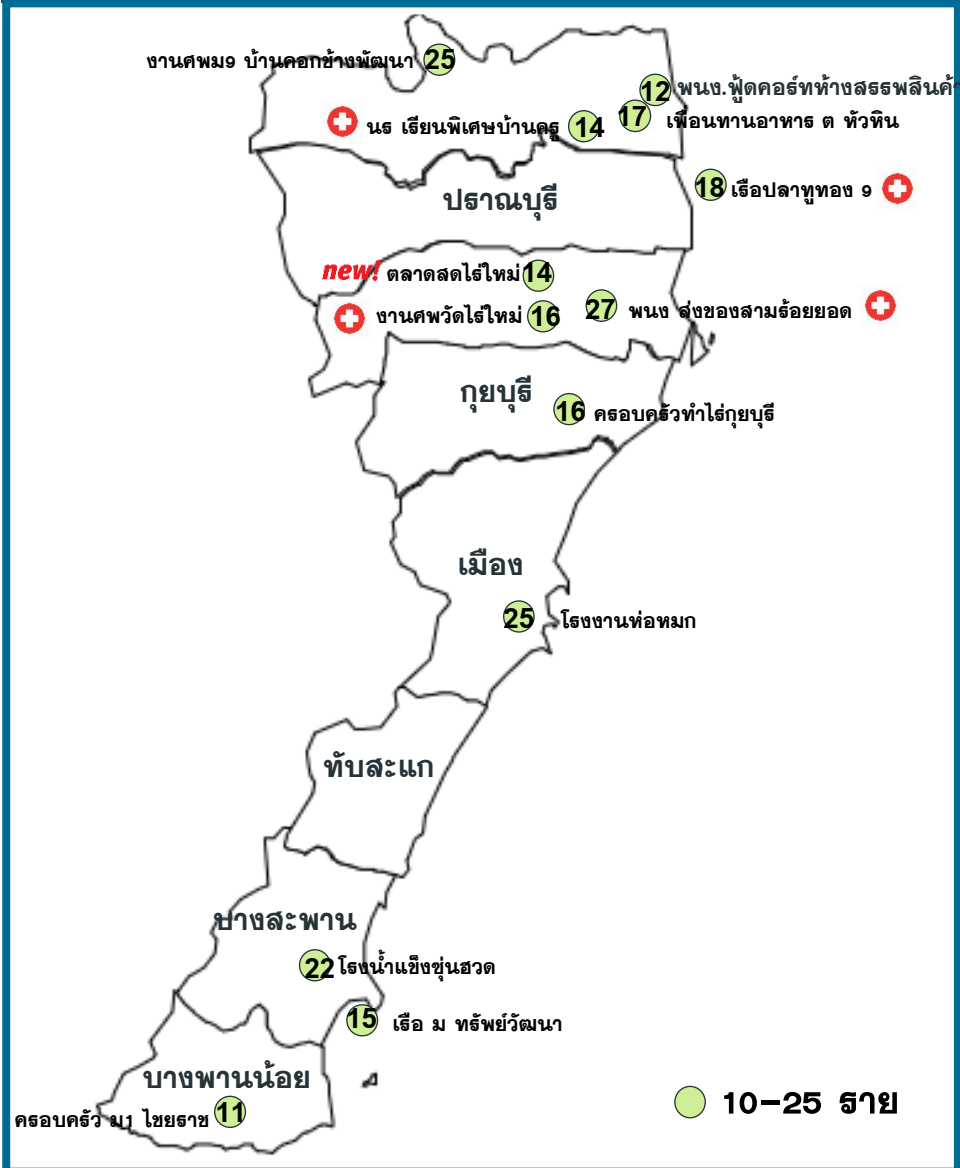 งานศพม9 บ้านคอกช้างพัฒนา 25
12 พนง.ฟู้ดคอร์ทห้างสรรพสินค้า
นร เรียนพิเศษบ้านครู 14
17 เพื่อนทานอาหาร ต หัวหิน
ปราณบุรี
18 เรือปลาทูทอง 9
new! ตลาดสดไร่ใหม่ 14
งานศพวัดไร่ใหม่ 16
27 พนง ส่งของสามร้อยยอด
กุยบุรี
16 ครอบครัวทำไร่กุยบุรี
เมือง
25 โรงงานห่อหมก
ทับสะแก
บางสะพาน
22 โรงน้ำแข็งซุ่นฮวด
15 เรือ ม ทรัพย์วัฒนา
บางพานน้อย
ครอบครัว ม1 ไชยราช 11
10-25 ราย